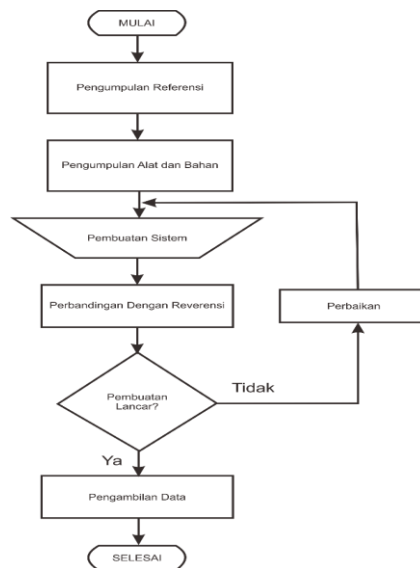 MULAI
Pengumpulan Referensi
Pengumpulan Alat dan Bahan
Pembuatan Sistem
Perbandingan Dengan Reverensi
Perbaikan
Pembuatan
Lancar?
Tidak
Ya
Pengambilan Data
SELESAI